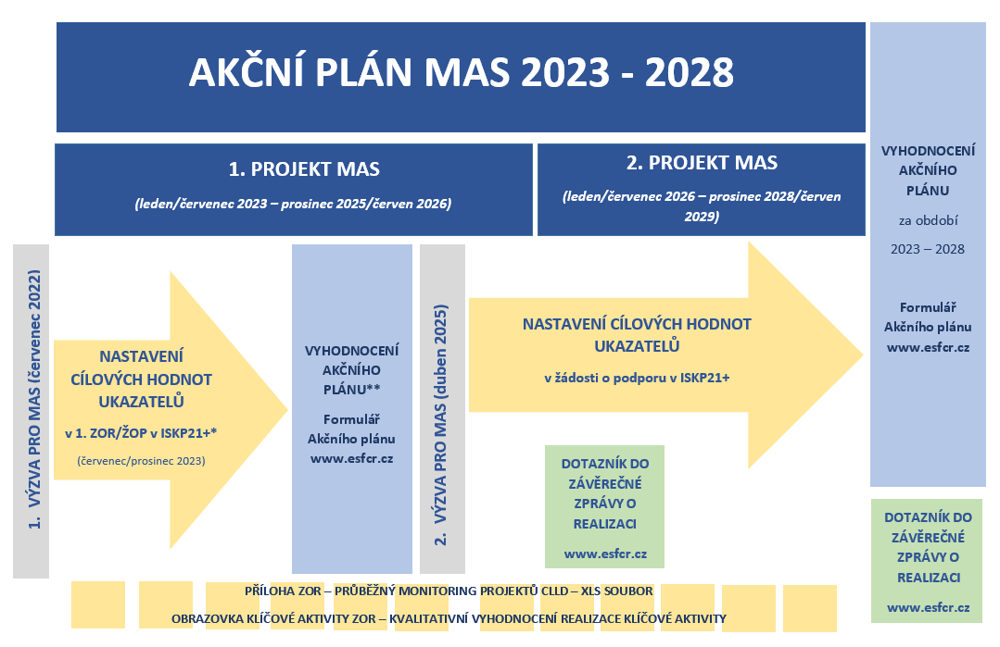 AKČNÍ PLÁN MAS 2023 - 2028
1. PROJEKT MAS
(leden/červenec 2023 – prosinec 2025/červen 2026)
2. PROJEKT MAS
(leden/červenec 2026 – prosinec 2028/červen
2029)
VYHODNOCENÍ
AKČNÍHO
PLÁNU
za období
2023 – 2028
Formulář
Akčního plánu
www.esfcr.cz
1. VÝZVA PRO MAS (červenec 2022)
NASTAVENÍ
CÍLOVÝCH HODNOT
UKAZATELŮ
v 1. ZOR/ŽOP v ISKP21+*
(červenec/prosinec 2023)
VYHODNOCENÍ
AKČNÍHO
PLÁNU**
Formulář
Akčního plánu
www.esfcr.cz
2. VÝZVA PRO MAS (duben 2025)
NASTAVENÍ CÍLOVÝCH HODNOT
UKAZATELŮ
v žádosti o podporu v ISKP21+
DOTAZNÍK DO
ZÁVĚREČNÉ
ZPRÁVY O
REALIZACI
www.esfcr.cz
DOTAZNÍK DO
ZÁVĚREČNÉ
ZPRÁVY O
REALIZACI
www.esfcr.cz
PŘÍLOHA ZOR – PRŮBĚŽNÝ MONITORING PROJEKTŮ CLLD – XLS SOUBOR
OBRAZOVKA KLÍČOVÉ AKTIVITY ZOR – KVALITATIVNÍ VYHODNOCENÍ REALIZACE KLÍČOVÉ AKTIVITY